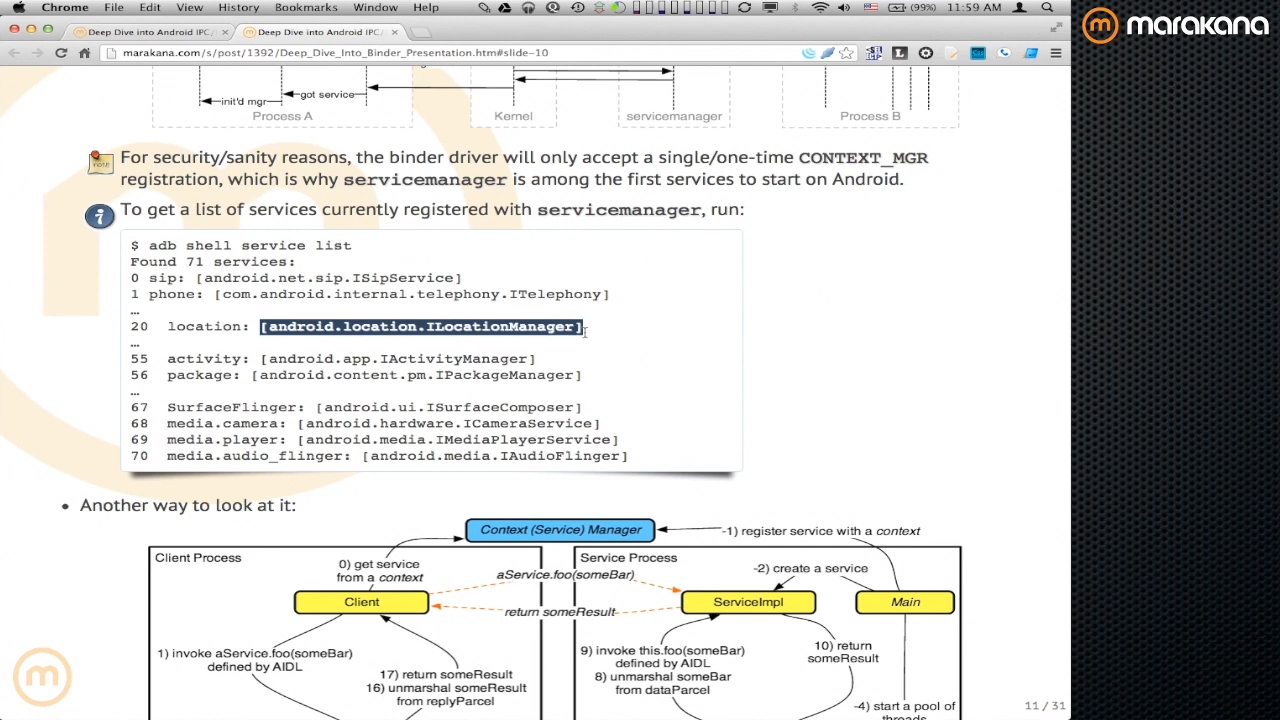 Chrome File Edit View History Bookmarks Window Help (99%) 11:59 AM
Deep Dive into Android IPC/ Deep Dive into Android IPC/
marakana.com/s/post/1392/Deep_Dive_Into_Binder_Presentation.htm#slide-10
marakana
init'd mgr
got service
Process A Kernel servicemanager Process B
For security/sanity reasons, the binder driver will only accept a single/one-time CONTEXT_MGR
registration, which is why servicemanager is among the first services to start on Android.
To get a list of services currently registered with servicemanager, run:
$ adb shell service list
Found 71 services:
0 sip: [android.net.sip.ISipService]
1 phone: [com.android.internal.telephony.ITelephony]
…
20 location: [android.location.ILocationManager]
…
55 activity: [android.app.IActivityManager]
56 package: [android.content.pm.IPackageManager]
…
67 SurfaceFlinger: [android.ui.ISurfaceComposer]
68 media.camera: [android.hardware.ICameraService]
69 media.player: [android.media.IMediaPlayerService]
70 media.audio_flinger: [android.media.IAudioFlinger]
• Another way to look at it:
Context (Service) Manager
-1) register service with a context
Client Process
Service Process
0) get service
from a context
aService.foo(someBar)
-2) create a service
Client
ServiceImpl
Main
return someResult
1) invoke aService.foo(someBar)
defined by AIDL
17) return someResult
16) unmarshal someResult
from replyParcel
9) invoke this.foo(someBar)
defined by AIDL
8) unmarshal someBar
from dataParcel
10) return
someResult
-4) start a pool of
threads
11 / 31